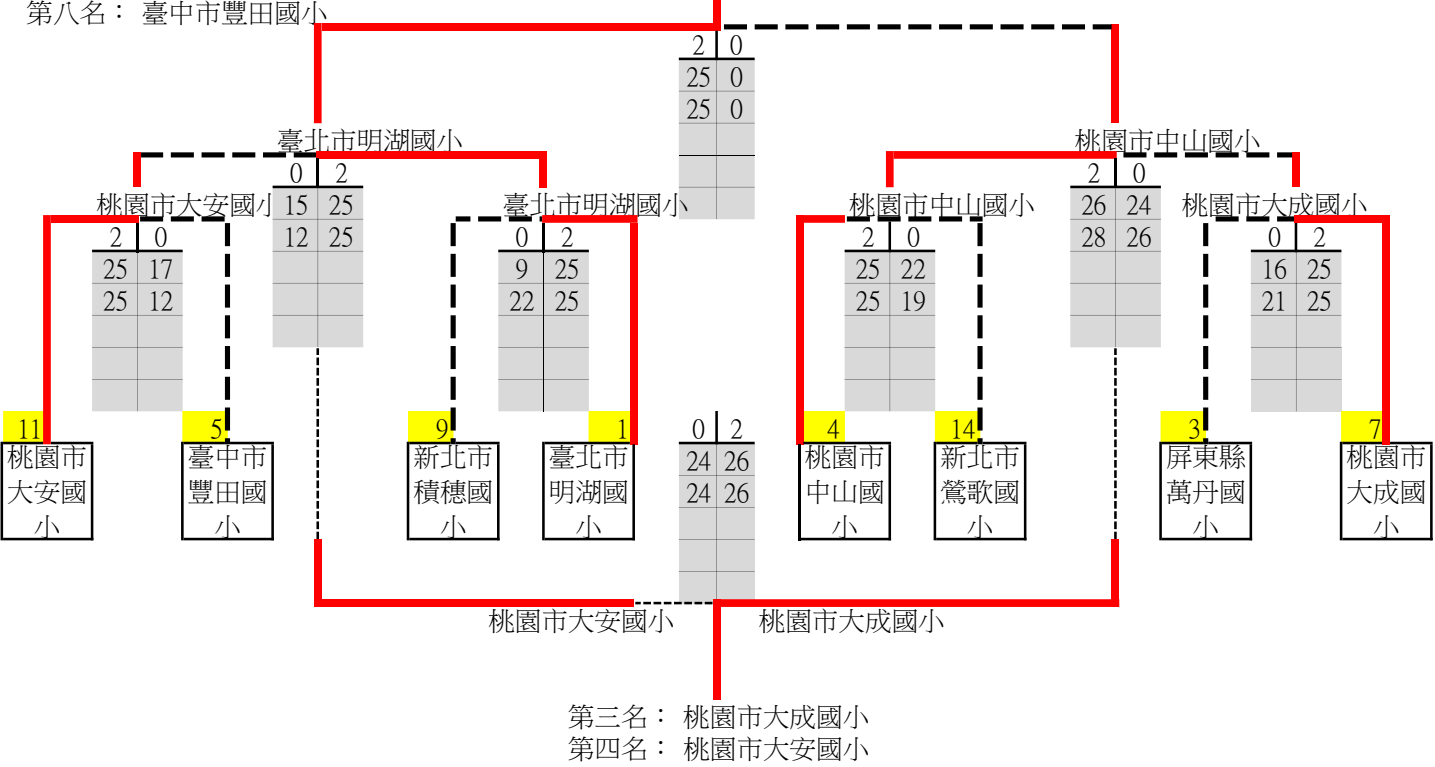 第八名： 臺中市豐田國小
2 0
25 0
25 0
臺北市明湖國小
桃園市中山國小
0 2
2 0
桃園市大安國小
15 25
臺北市明湖國小
桃園市中山國小
26 24
桃園市大成國小
2 0
12 25
0 2
2 0
28 26
0 2
25 17
9 25
25 22
16 25
25 12
22 25
25 19
21 25
11
5
9
1
0 2
4
14
3
7
24 26
24 26
桃園市
大安國
小
臺中市
豐田國
小
新北市
積穗國
小
臺北市
明湖國
小
桃園市
中山國
小
新北市
鶯歌國
小
屏東縣
萬丹國
小
桃園市
大成國
小
桃園市大安國小
桃園市大成國小
第三名： 桃園市大成國小
第四名： 桃園市大安國小